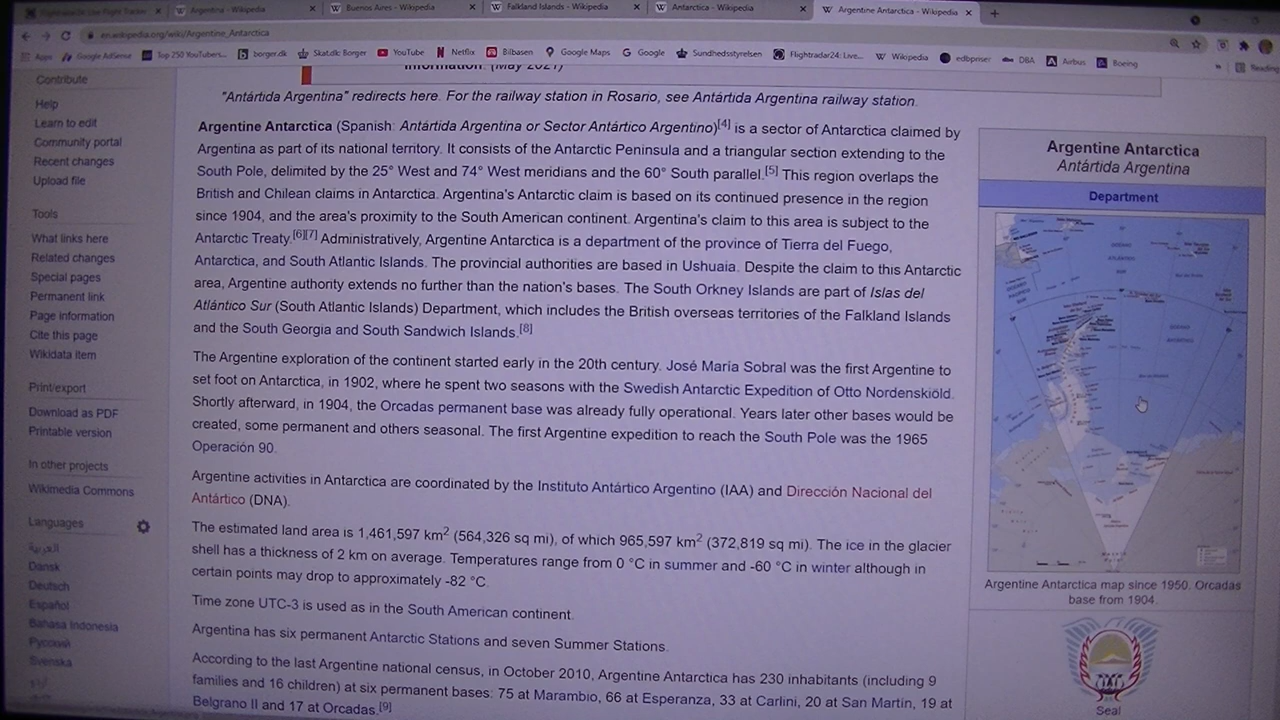 Argentina - Wikipedia
Buenos Aires - Wikipedia
Falkland Islands - Wikipedia
Antarctica - Wikipedia
Argentine Antarctica - Wikipedia
en.wikipedia.org/wiki/Argentine_Antarctica
Apps
Google AdSense
Top 250 YouTubers...
borger.dk
Skat.dk: Borger
YouTube
Netflix
Bilbasen
Google Maps
Google
Sundhedsstyrelsen
Flightradar24: Live...
Wikipedia
edbpriser
DBA
Airbus
Boeing
»
Reading
Contribute
Help
Learn to edit
Community portal
Recent changes
Upload file
Tools
What links here
Related changes
Special pages
Permanent link
Page information
Cite this page
Wikidata item
Print/export
Download as PDF
Printable version
In other projects
Wikimedia Commons
Languages
العربية
Dansk
Deutsch
Español
Bahasa Indonesia
Русский
Svenska
information. (May 2021)
"Antártida Argentina" redirects here. For the railway station in Rosario, see Antártida Argentina railway station.
Argentine Antarctica (Spanish: Antártida Argentina or Sector Antártico Argentino)[4] is a sector of Antarctica claimed by
Argentina as part of its national territory. It consists of the Antarctic Peninsula and a triangular section extending to the
South Pole, delimited by the 25° West and 74° West meridians and the 60° South parallel.[5] This region overlaps the
British and Chilean claims in Antarctica. Argentina's Antarctic claim is based on its continued presence in the region
since 1904, and the area's proximity to the South American continent. Argentina's claim to this area is subject to the
Antarctic Treaty.[6][7] Administratively, Argentine Antarctica is a department of the province of Tierra del Fuego,
Antarctica, and South Atlantic Islands. The provincial authorities are based in Ushuaia. Despite the claim to this Antarctic
area, Argentine authority extends no further than the nation's bases. The South Orkney Islands are part of Islas del
Atlántico Sur (South Atlantic Islands) Department, which includes the British overseas territories of the Falkland Islands
and the South Georgia and South Sandwich Islands.[8]
The Argentine exploration of the continent started early in the 20th century. José María Sobral was the first Argentine to
set foot on Antarctica, in 1902, where he spent two seasons with the Swedish Antarctic Expedition of Otto Nordenskiöld.
Shortly afterward, in 1904, the Orcadas permanent base was already fully operational. Years later other bases would be
created, some permanent and others seasonal. The first Argentine expedition to reach the South Pole was the 1965
Operación 90.
Argentine activities in Antarctica are coordinated by the Instituto Antártico Argentino (IAA) and Dirección Nacional del
Antártico (DNA).
The estimated land area is 1,461,597 km² (564,326 sq mi), of which 965,597 km² (372,819 sq mi). The ice in the glacier
shell has a thickness of 2 km on average. Temperatures range from 0 °C in summer and -60 °C in winter although in
certain points may drop to approximately -82 °C.
Time zone UTC-3 is used as in the South American continent.
Argentina has six permanent Antarctic Stations and seven Summer Stations.
According to the last Argentine national census, in October 2010, Argentine Antarctica has 230 inhabitants (including 9
families and 16 children) at six permanent bases: 75 at Marambio, 66 at Esperanza, 33 at Carlini, 20 at San Martín, 19 at
Belgrano II and 17 at Orcadas.[9]
Argentine Antarctica
Antártida Argentina
Department
Argentine Antarctica map since 1950. Orcadas
base from 1904.
Seal